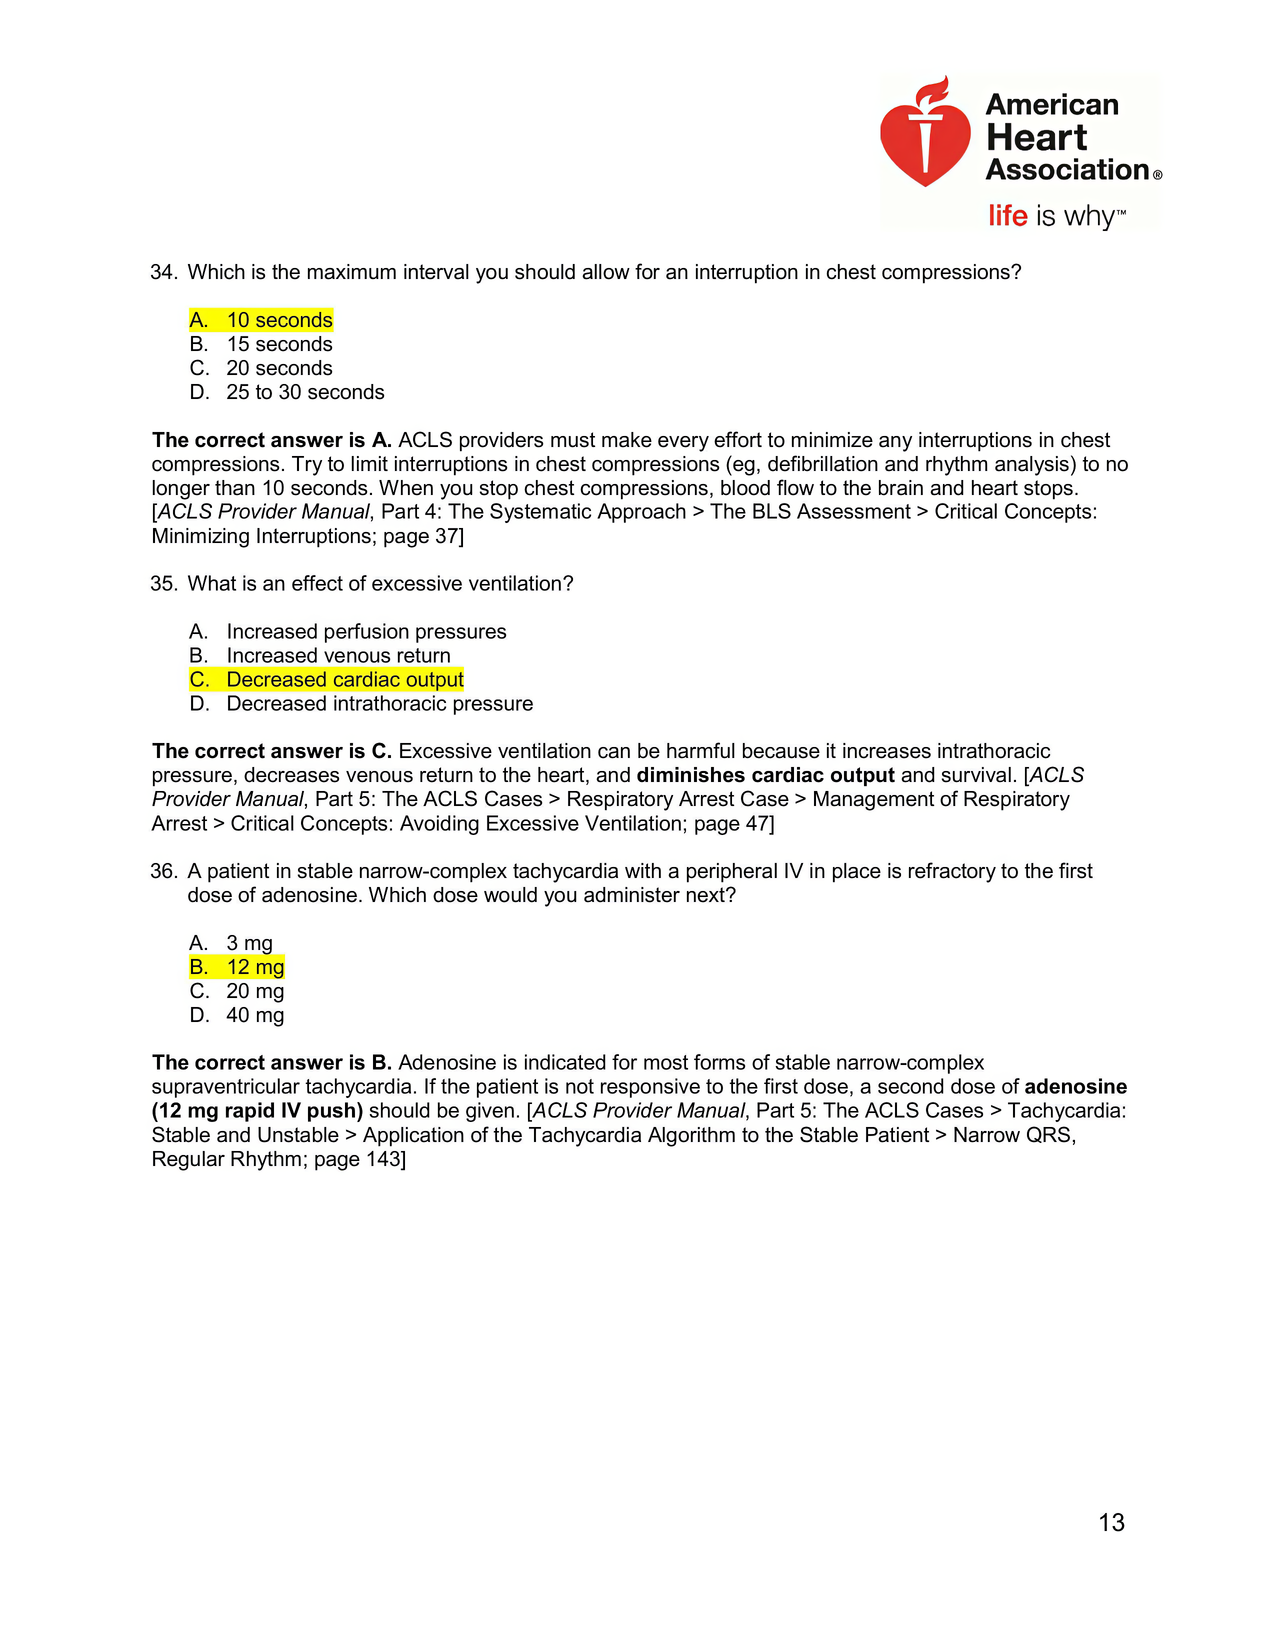 American
Heart
Association®
life is why™
34. Which is the maximum interval you should allow for an interruption in chest compressions?
A. 10 seconds
B. 15 seconds
C. 20 seconds
D. 25 to 30 seconds
The correct answer is A. ACLS providers must make every effort to minimize any interruptions in chest
compressions. Try to limit interruptions in chest compressions (eg, defibrillation and rhythm analysis) to no
longer than 10 seconds. When you stop chest compressions, blood flow to the brain and heart stops.
[ACLS Provider Manual, Part 4: The Systematic Approach > The BLS Assessment > Critical Concepts:
Minimizing Interruptions; page 37]
35. What is an effect of excessive ventilation?
A. Increased perfusion pressures
B. Increased venous return
C. Decreased cardiac output
D. Decreased intrathoracic pressure
The correct answer is C. Excessive ventilation can be harmful because it increases intrathoracic
pressure, decreases venous return to the heart, and diminishes cardiac output and survival. [ACLS
Provider Manual, Part 5: The ACLS Cases > Respiratory Arrest Case > Management of Respiratory
Arrest > Critical Concepts: Avoiding Excessive Ventilation; page 47]
36. A patient in stable narrow-complex tachycardia with a peripheral IV in place is refractory to the first
dose of adenosine. Which dose would you administer next?
A. 3 mg
B. 12 mg
C. 20 mg
D. 40 mg
The correct answer is B. Adenosine is indicated for most forms of stable narrow-complex
supraventricular tachycardia. If the patient is not responsive to the first dose, a second dose of adenosine
(12 mg rapid IV push) should be given. [ACLS Provider Manual, Part 5: The ACLS Cases > Tachycardia:
Stable and Unstable > Application of the Tachycardia Algorithm to the Stable Patient > Narrow QRS,
Regular Rhythm; page 143]
13